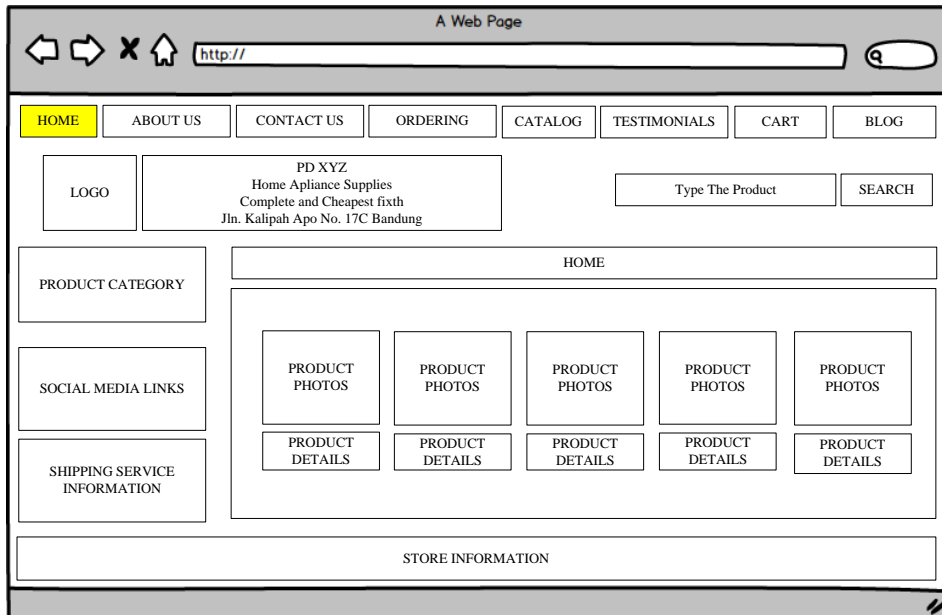 A Web Page
http://
HOME
ABOUT US
CONTACT US
ORDERING
CATALOG
TESTIMONIALS
CART
BLOG
LOGO
PD XYZ
Home Apliance Supplies
Complete and Cheapest fixth
Jln. Kalipah Apo No. 17C Bandung
Type The Product
SEARCH
PRODUCT CATEGORY
SOCIAL MEDIA LINKS
SHIPPING SERVICE
INFORMATION
HOME
PRODUCT
PHOTOS
PRODUCT
PHOTOS
PRODUCT
PHOTOS
PRODUCT
PHOTOS
PRODUCT
PHOTOS
PRODUCT
DETAILS
PRODUCT
DETAILS
PRODUCT
DETAILS
PRODUCT
DETAILS
PRODUCT
DETAILS
STORE INFORMATION